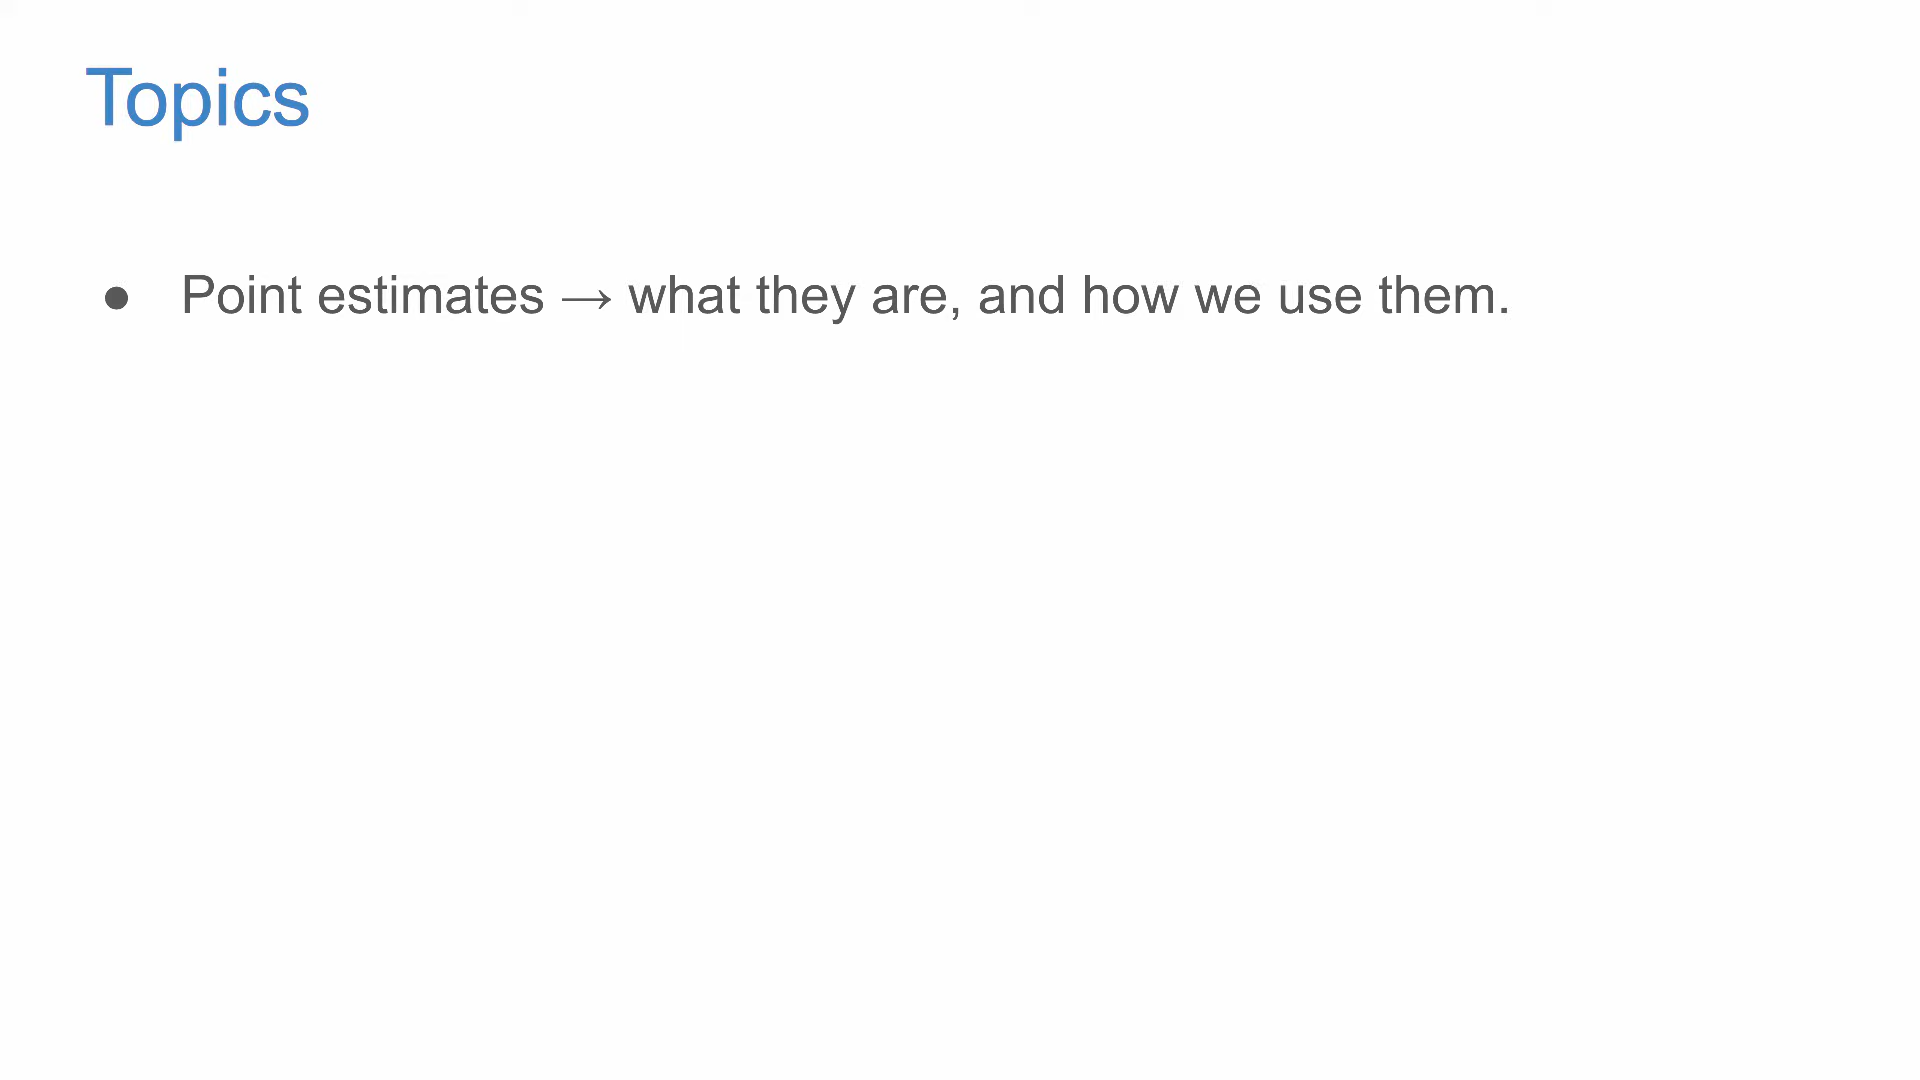 Topics
● Point estimates → what they are, and how we use them.